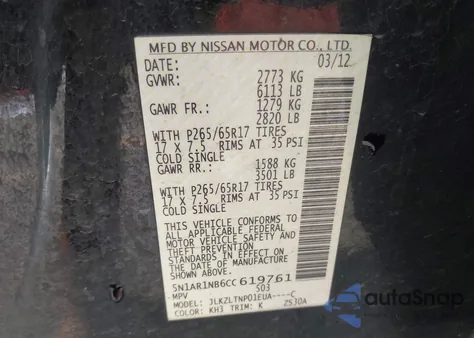 MFD BY NISSAN MOTOR CO., LTD.
DATE: 03/12
GVWR: 2773 KG
6113 LB
GAWR FR.: 1279 KG
2820 LB
WITH P265/65R17 TIRES
17 X 7.5 RIMS AT 35 PSI
COLD SINGLE
GAWR RR.: 1588 KG
3501 LB
WITH P265/65R17 TIRES
17 X 7.5 RIMS AT 35 PSI
COLD SINGLE
THIS VEHICLE CONFORMS TO
ALL APPLICABLE FEDERAL
MOTOR VEHICLE SAFETY AND
THEFT PREVENTION
STANDARDS IN EFFECT ON
THE DATE OF MANUFACTURE
SHOWN ABOVE.
5N1AR1NB6CC 619761
MPV 503
MODEL: JLKZLTNP01EUA----C
COLOR: KH3 TRIM: K ZS30A
autoSnap